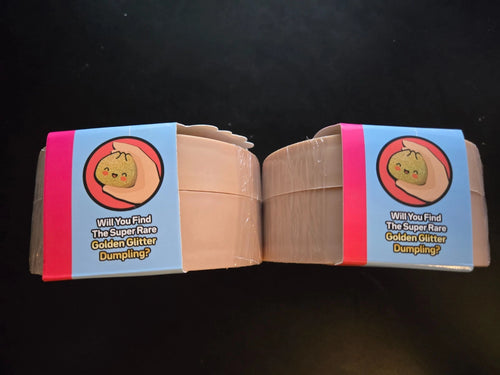 Will You Find
The Super Rare
Golden Glitter
Dumpling?
Will You Find
The Super Rare
Golden Glitter
Dumpling?